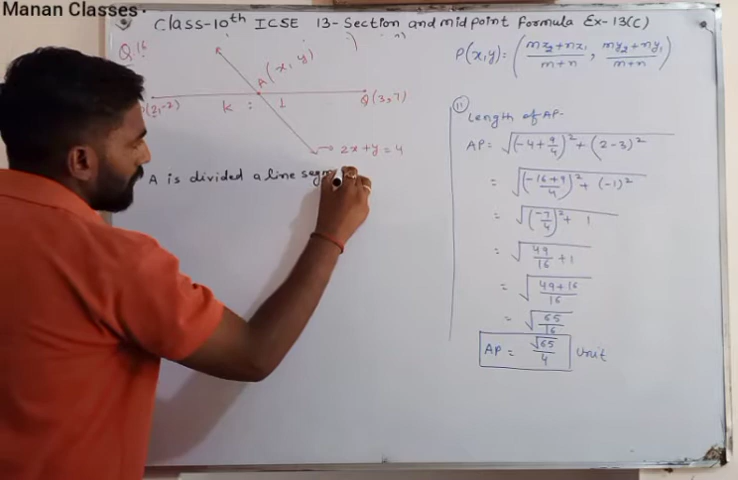 Manan Classes
Class-10th ICSE 13-Section and midpoint formula Ex-13(C)
Q.16
A(x, y)
(2,-2) k : 1 Q(3,7)
2x+y=4
A is divided a line segm
P(x,y): (mx₂+nx₁/m+n , my₂+ny₁/m+n)
(ii) Length of AP-
AP= √(-4+9/4)²+(2-3)²
= √(-16+9/4)²+(-1)²
= √(-7/4)²+1
= √49/16+1
= √49+16/16
= √65/16
AP = √65/4 Unit